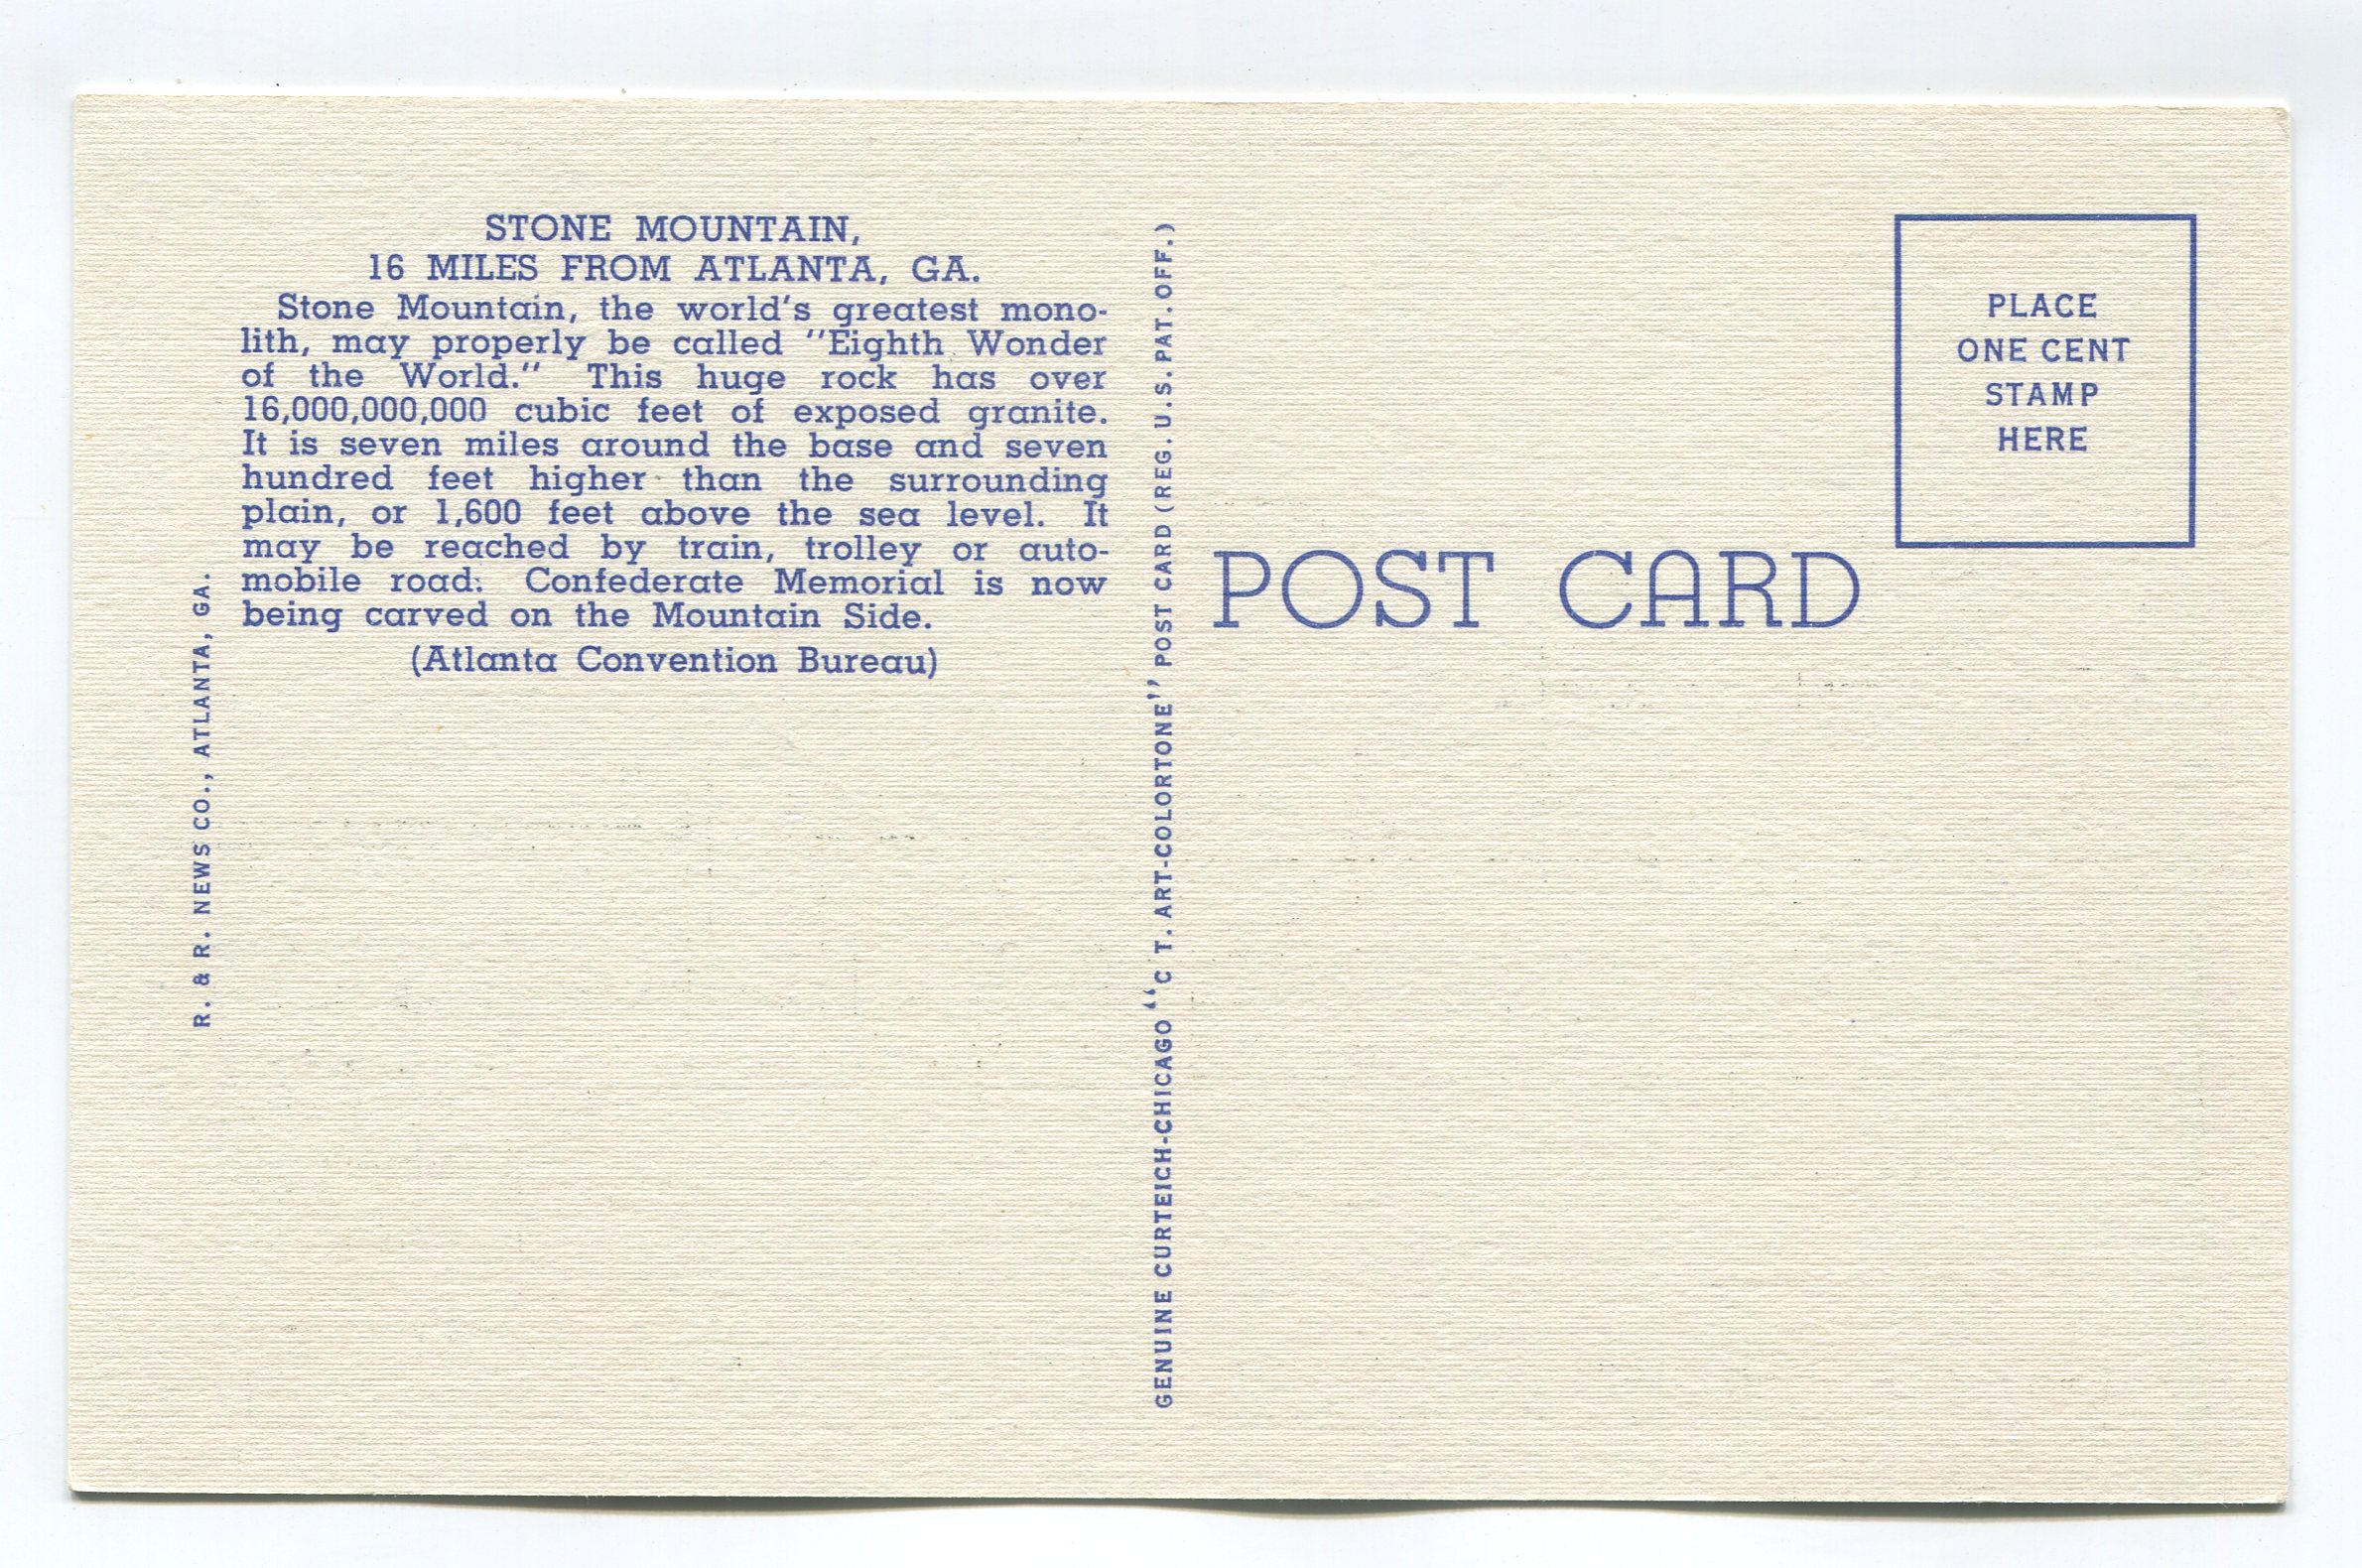 STONE MOUNTAIN,
16 MILES FROM ATLANTA, GA.
Stone Mountain, the world's greatest mono-
lith, may properly be called "Eighth Wonder
of the World." This huge rock has over
16,000,000,000 cubic feet of exposed granite.
It is seven miles around the base and seven
hundred feet higher than the surrounding
plain, or 1,600 feet above the sea level. It
may be reached by train, trolley or auto-
mobile road. Confederate Memorial is now
being carved on the Mountain Side.
(Atlanta Convention Bureau)
R. & R. NEWS CO., ATLANTA, GA.
GENUINE CURTEICH-CHICAGO "C T. ART-COLORTONE" POST CARD (REG. U.S. PAT. OFF.)
POST CARD
PLACE
ONE CENT
STAMP
HERE